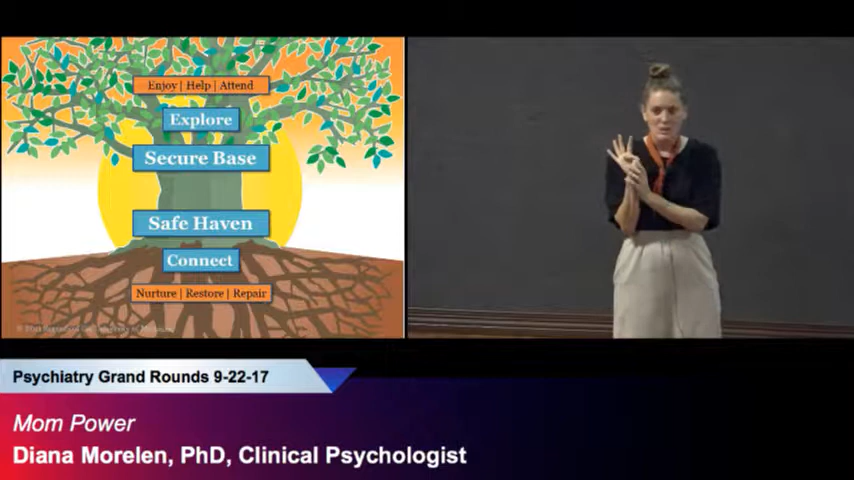 Enjoy | Help | Attend
Explore
Secure Base
Safe Haven
Connect
Nurture | Restore | Repair
Psychiatry Grand Rounds 9-22-17
Mom Power
Diana Morelen, PhD, Clinical Psychologist